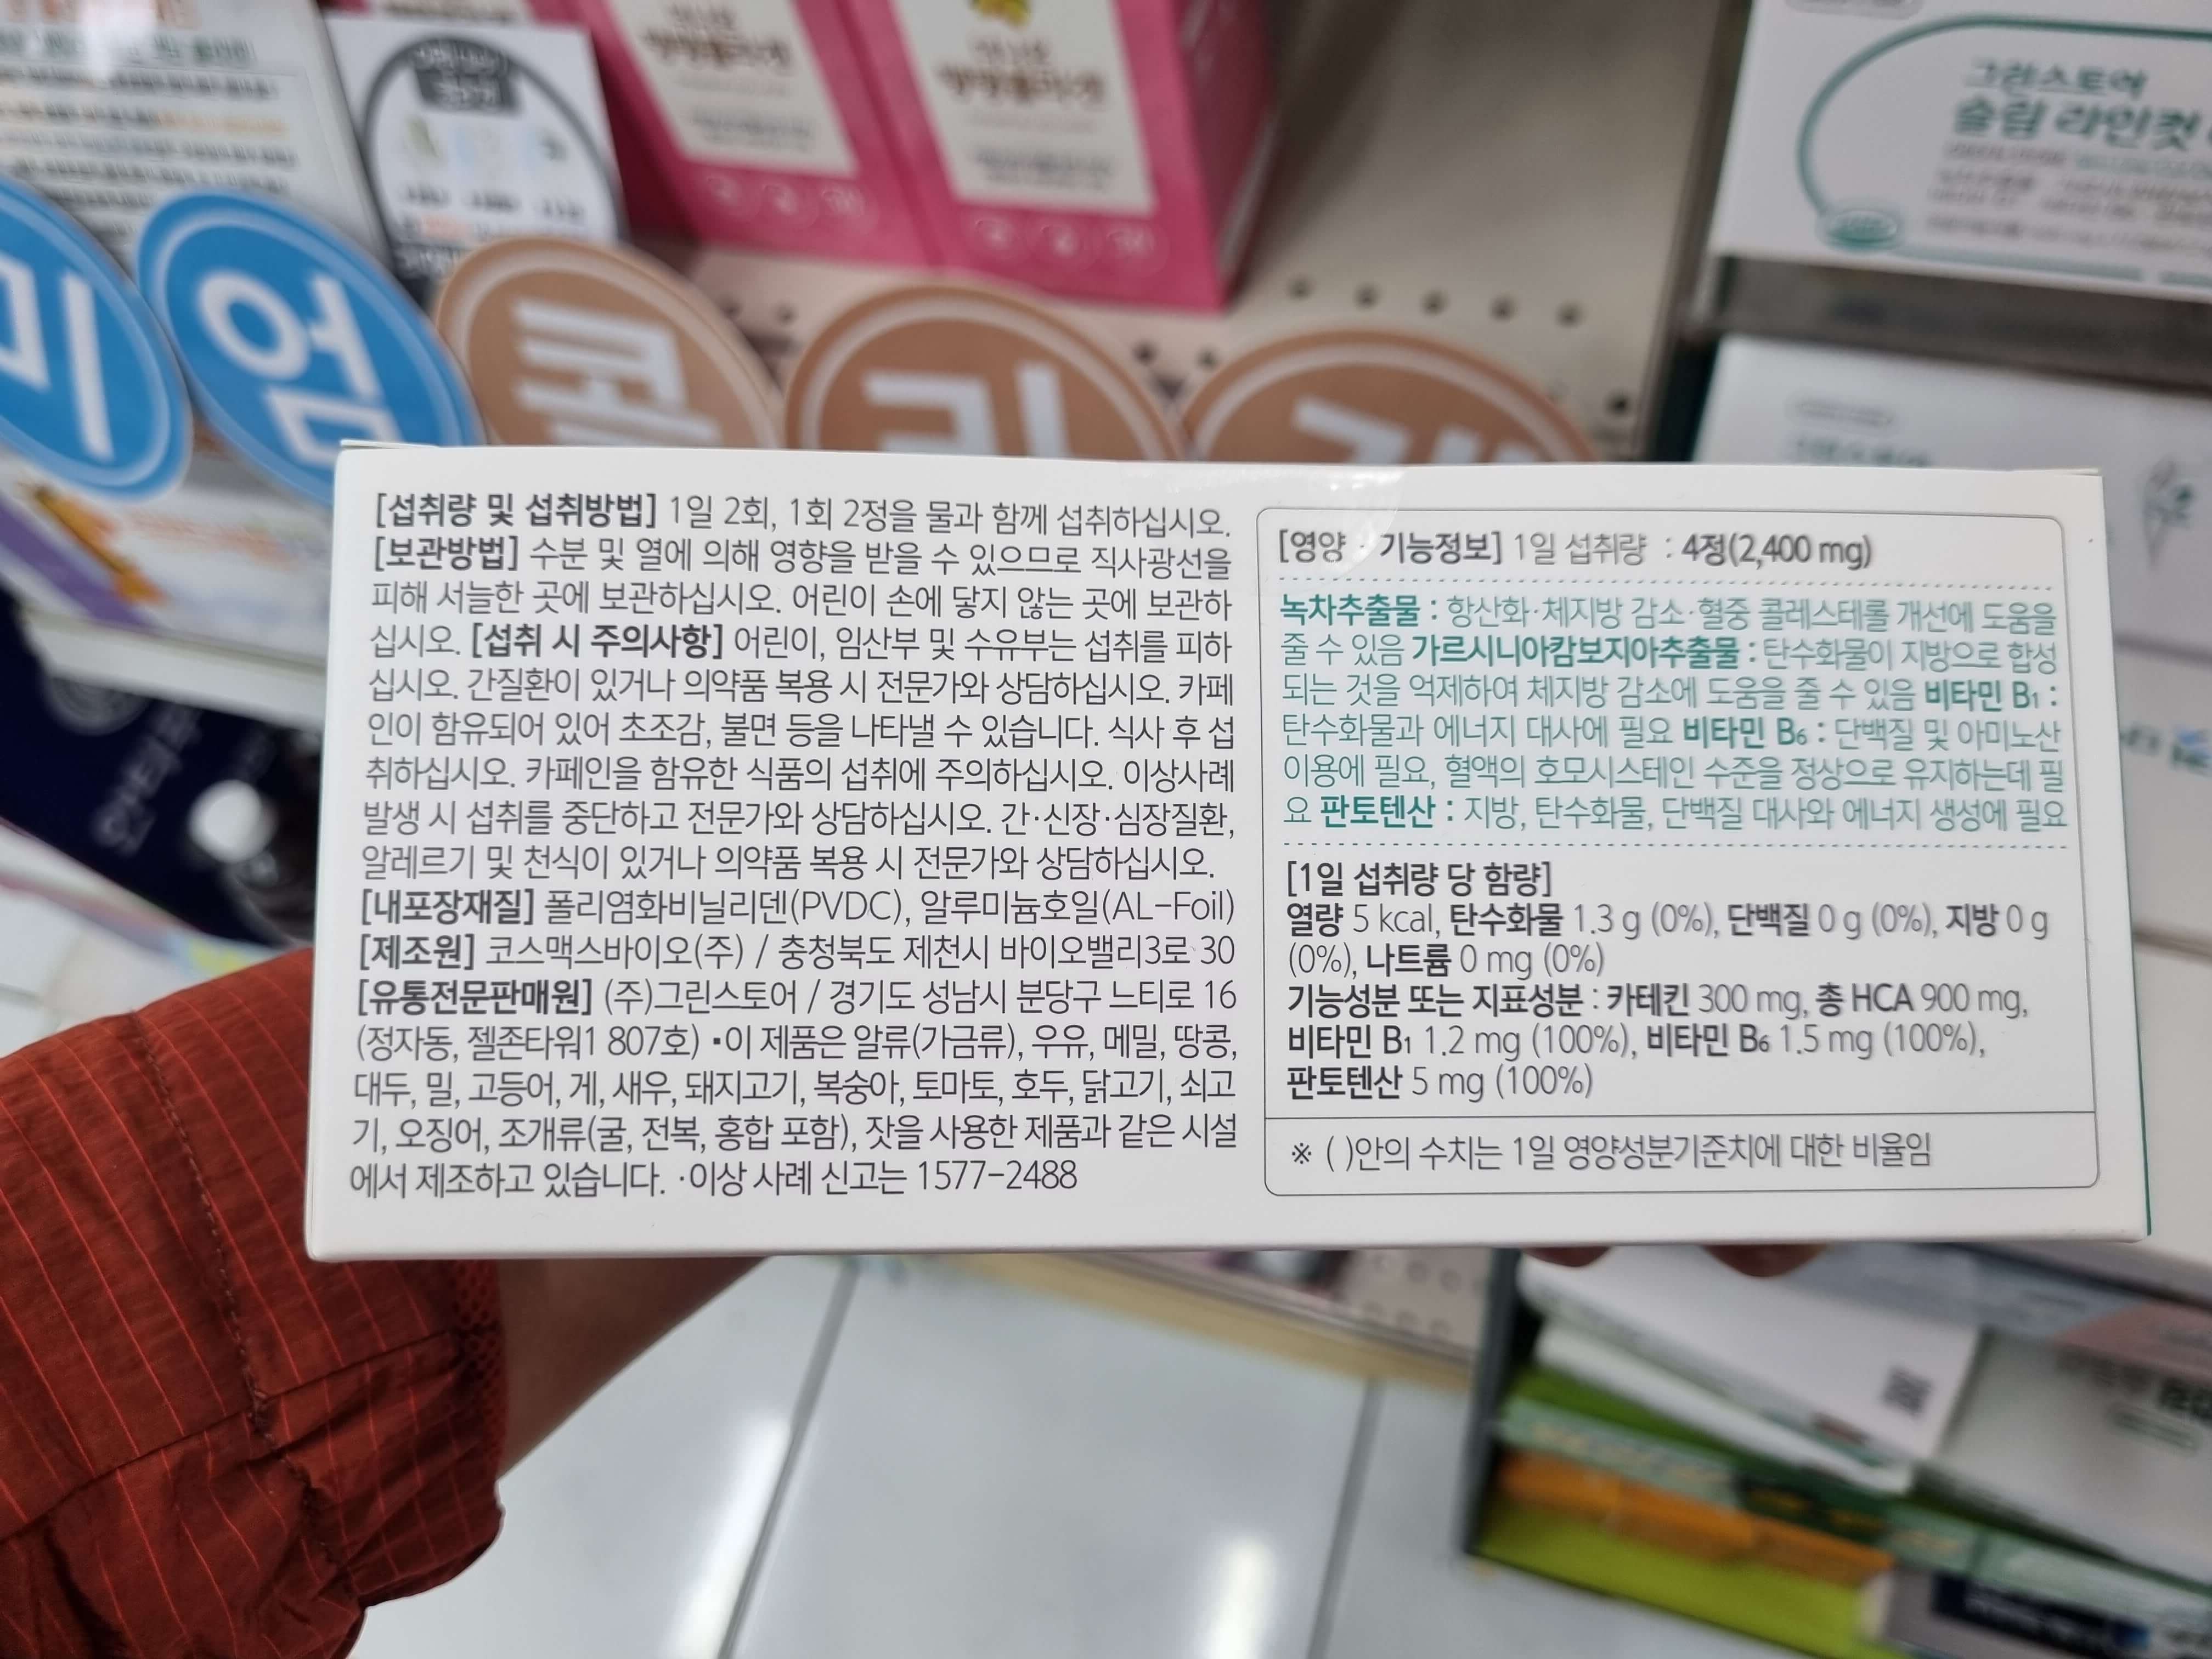 그린스토어
슬림 라인컷
미
염
콜
라
[섭취량 및 섭취방법] 1일 2회, 1회 2정을 물과 함께 섭취하십시오.
[보관방법] 수분 및 열에 의해 영향을 받을 수 있으므로 직사광선을
피해 서늘한 곳에 보관하십시오. 어린이 손에 닿지 않는 곳에 보관하
십시오. [섭취 시 주의사항] 어린이, 임산부 및 수유부는 섭취를 피하
십시오. 간질환이 있거나 의약품 복용 시 전문가와 상담하십시오. 카페
인이 함유되어 있어 초조감, 불면 등을 나타낼 수 있습니다. 식사 후 섭
취하십시오. 카페인을 함유한 식품의 섭취에 주의하십시오. 이상사례
발생 시 섭취를 중단하고 전문가와 상담하십시오. 간·신장·심장질환,
알레르기 및 천식이 있거나 의약품 복용 시 전문가와 상담하십시오.
[내포장재질] 폴리염화비닐리덴(PVDC), 알루미늄호일(AL-Foil)
[제조원] 코스맥스바이오(주) / 충청북도 제천시 바이오밸리3로 30
[유통전문판매원] (주)그린스토어 / 경기도 성남시 분당구 느티로 16
(정자동, 젤존타워1 807호) ▪이 제품은 알류(가금류), 우유, 메밀, 땅콩,
대두, 밀, 고등어, 게, 새우, 돼지고기, 복숭아, 토마토, 호두, 닭고기, 쇠고
기, 오징어, 조개류(굴, 전복, 홍합 포함), 잣을 사용한 제품과 같은 시설
에서 제조하고 있습니다. ·이상 사례 신고는 1577-2488
[영양 · 기능정보] 1일 섭취량 : 4정(2,400 mg)
녹차추출물 : 항산화·체지방 감소·혈중 콜레스테롤 개선에 도움을
줄 수 있음 가르시니아캄보지아추출물 : 탄수화물이 지방으로 합성
되는 것을 억제하여 체지방 감소에 도움을 줄 수 있음 비타민 B₁ :
탄수화물과 에너지 대사에 필요 비타민 B₆ : 단백질 및 아미노산
이용에 필요, 혈액의 호모시스테인 수준을 정상으로 유지하는데 필
요 판토텐산 : 지방, 탄수화물, 단백질 대사와 에너지 생성에 필요
[1일 섭취량 당 함량]
열량 5 kcal, 탄수화물 1.3 g (0%), 단백질 0 g (0%), 지방 0 g
(0%), 나트륨 0 mg (0%)
기능성분 또는 지표성분 : 카테킨 300 mg, 총 HCA 900 mg,
비타민 B₁ 1.2 mg (100%), 비타민 B₆ 1.5 mg (100%),
판토텐산 5 mg (100%)
※ ( )안의 수치는 1일 영양성분기준치에 대한 비율임